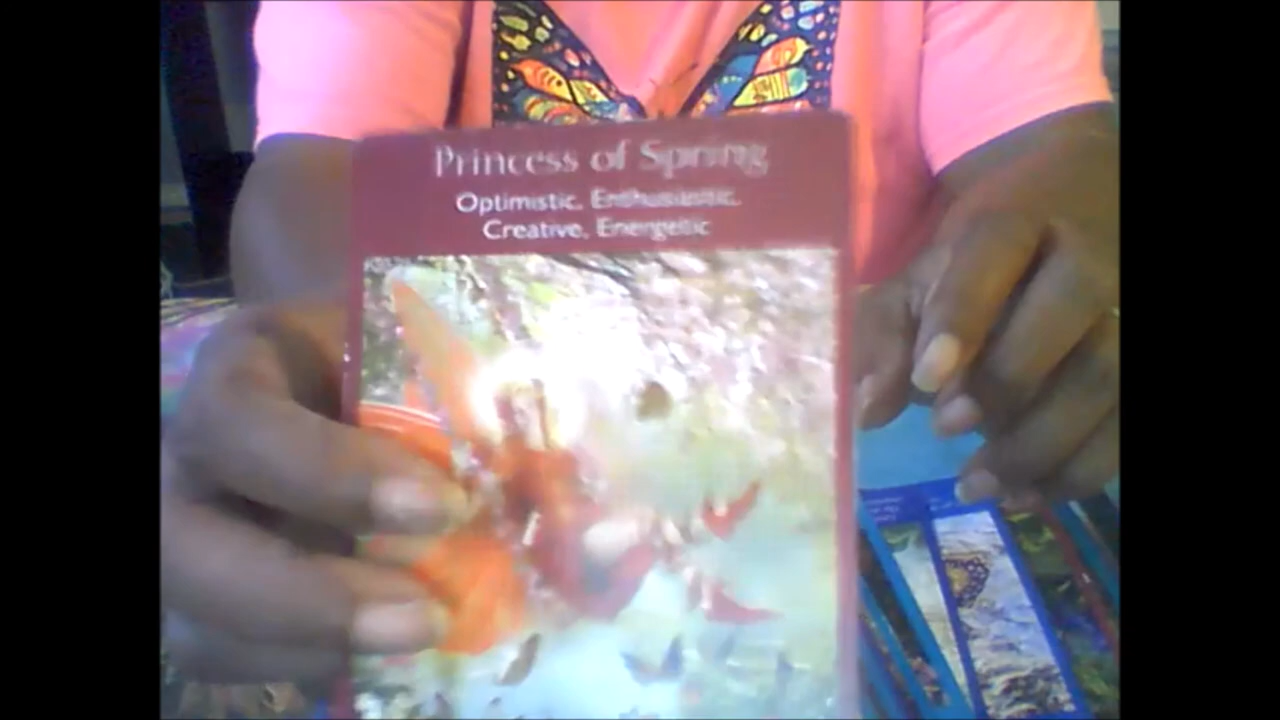 Princess of Spring
Optimistic, Enthusiastic,
Creative, Energetic